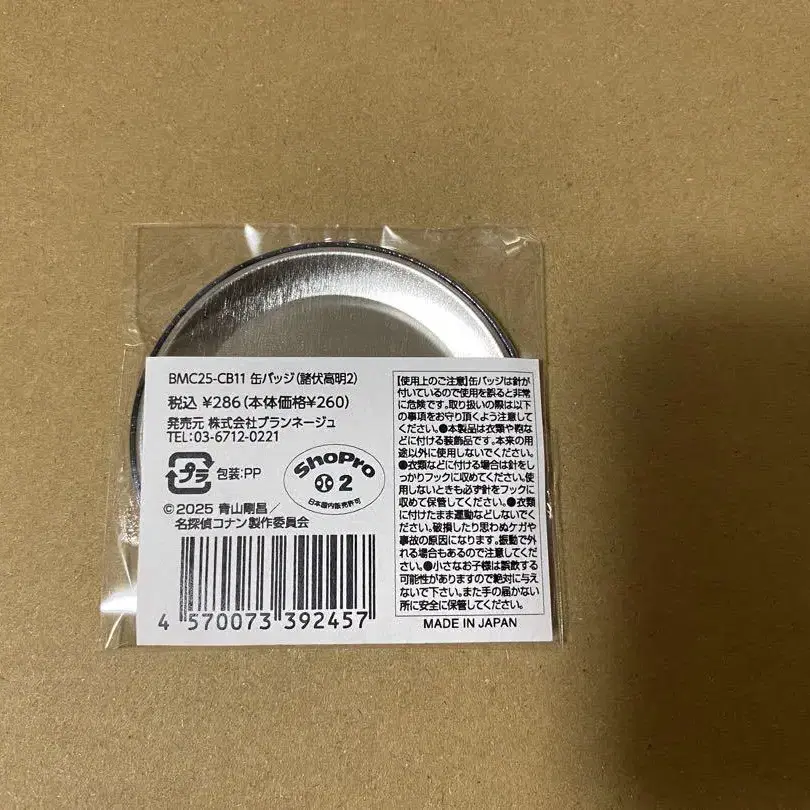 BMC25-CB11 缶バッジ(諸伏高明2)
税込 ¥286(本体価格¥260)
発売元 株式会社プランネージュ
TEL:03-6712-0221
プラ 包装:PP
ShoPro
2
日本国内販売許可
©2025 青山剛昌/
名探偵コナン製作委員会
4 570073 392457
【使用上のご注意】缶バッジは針が
付いているので使用を誤ると非常
に危険です。取り扱いの際は以下
の事項をお守り頂くよう注意して
ください。●本製品は衣類や鞄な
どに付ける装飾品です。本来の用
途以外に使用しないでください。
●衣類などに付ける場合は針をし
っかりフックに収めてください。使
用しないときも必ず針をフックに
収めて保管してください。●衣類
に付けたまま運動などしないでく
ださい。破損したり思わぬケガや
事故の原因になります。振動で外
れる場合もあるので注意してくだ
さい。●小さなお子様は誤飲する
可能性がありますので絶対に与え
ないで下さい。また手の届かない
所に安全に保管してください。
MADE IN JAPAN